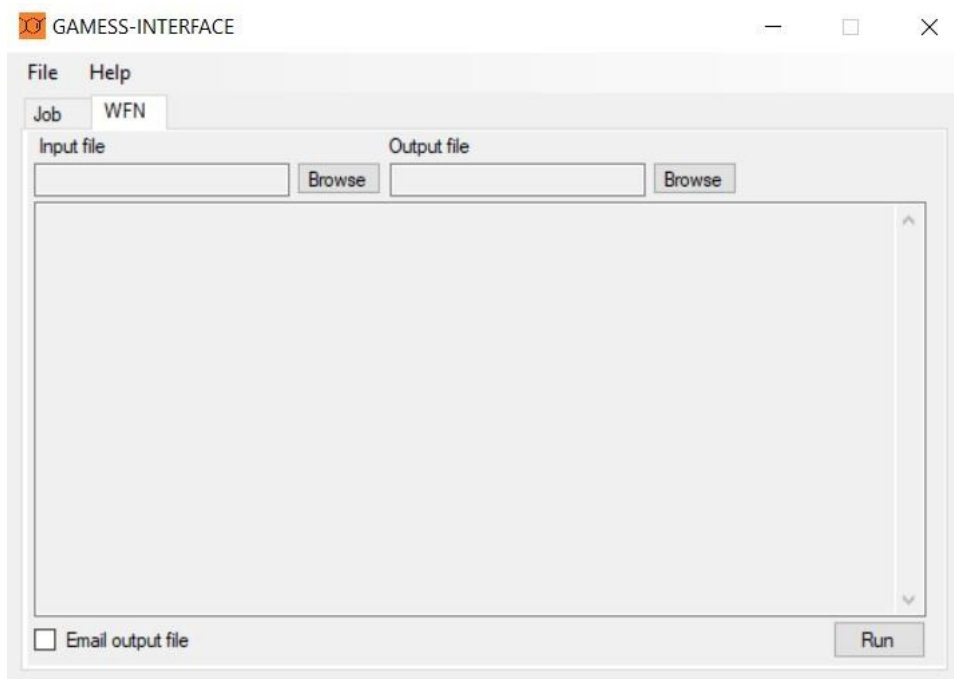 GAMESS-INTERFACE
File Help
Job WFN
Input file Output file
Browse Browse
Email output file Run